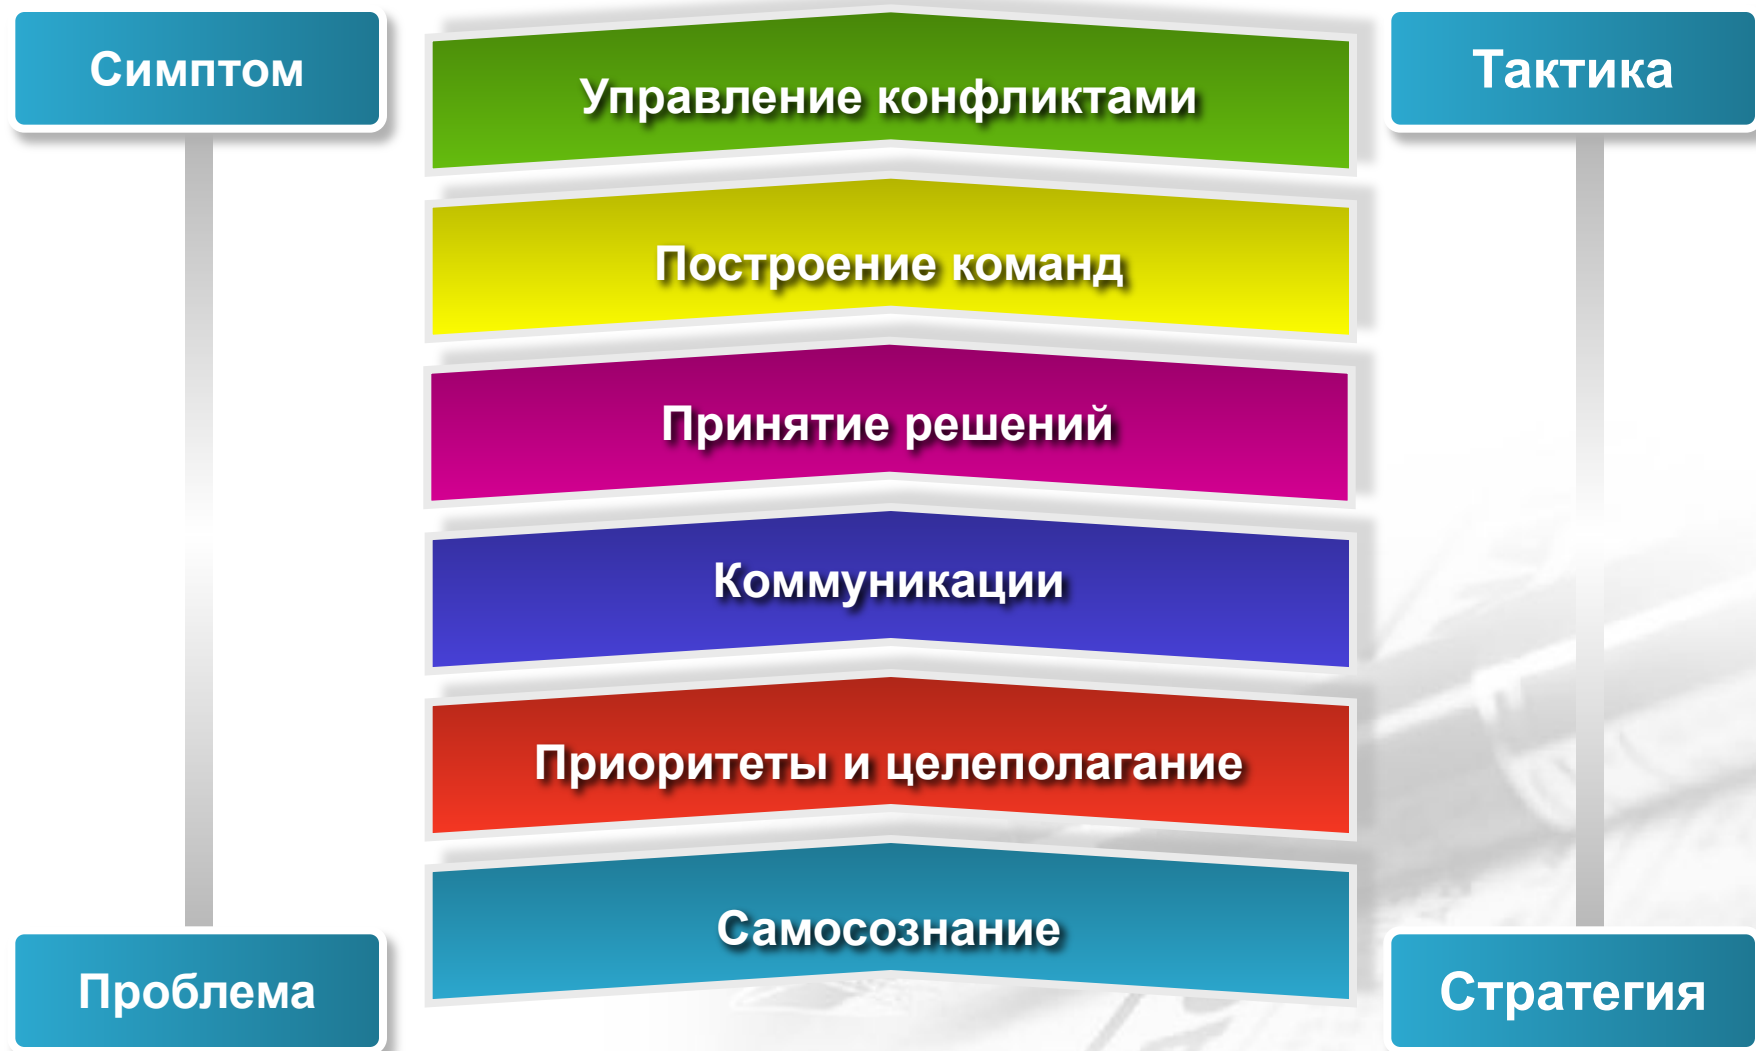 Симптом
Управление конфликтами
Тактика
Построение команд
Принятие решений
Коммуникации
Приоритеты и целеполагание
Самосознание
Проблема
Стратегия